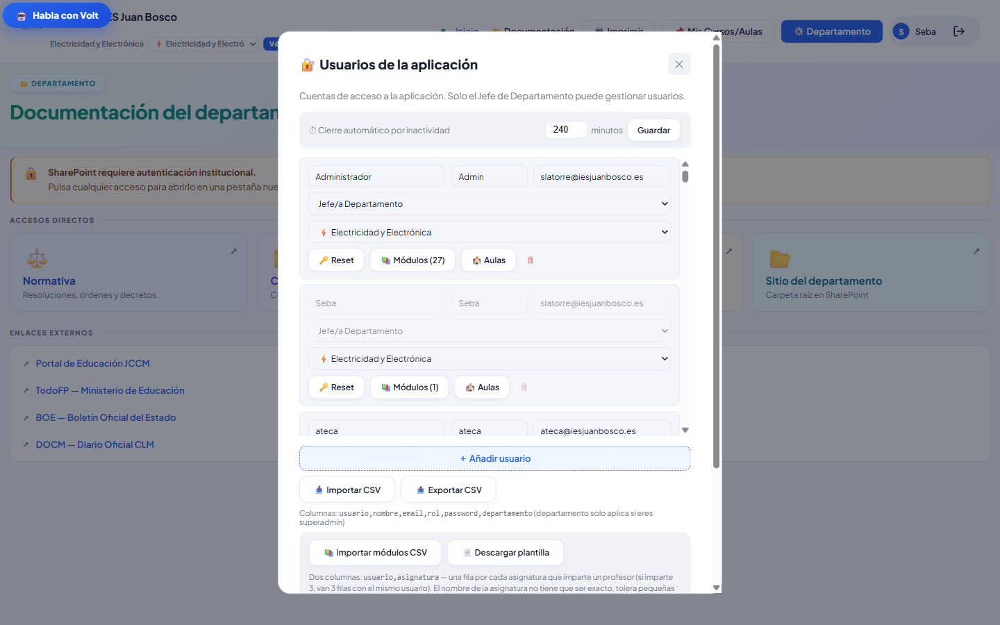 Habla con Volt
ES Juan Bosco
Inicio
Documentación
Imprimir
Mis Cursos/Aulas
Departamento
S
Seba
Electricidad y Electrónica
Electricidad y Electró
DEPARTAMENTO
Documentación del departam
SharePoint requiere autenticación institucional.
Pulsa cualquier acceso para abrirlo en una pestaña nue
ACCESOS DIRECTOS
Normativa
Resoluciones, órdenes y decretos
Sitio del departamento
Carpeta raíz en SharePoint
ENLACES EXTERNOS
Portal de Educación JCCM
TodoFP — Ministerio de Educación
BOE — Boletín Oficial del Estado
DOCM — Diario Oficial CLM
Usuarios de la aplicación
Cuentas de acceso a la aplicación. Solo el Jefe de Departamento puede gestionar usuarios.
Cierre automático por inactividad
240 minutos
Guardar
Administrador
Admin
slatorre@iesjuanbosco.es
Jefe/a Departamento
Electricidad y Electrónica
Reset
Módulos (27)
Aulas
Seba
Seba
slatorre@iesjuanbosco.es
Jefe/a Departamento
Electricidad y Electrónica
Reset
Módulos (1)
Aulas
ateca
ateca
ateca@iesjuanbosco.es
+ Añadir usuario
Importar CSV
Exportar CSV
Columnas: usuario,nombre,email,rol,password,departamento (departamento solo aplica si eres
superadmin)
Importar módulos CSV
Descargar plantilla
Dos columnas: usuario,asignatura — una fila por cada asignatura que imparte un profesor (si imparte
3, van 3 filas con el mismo usuario). El nombre de la asignatura no tiene que ser exacto, tolera pequeñas